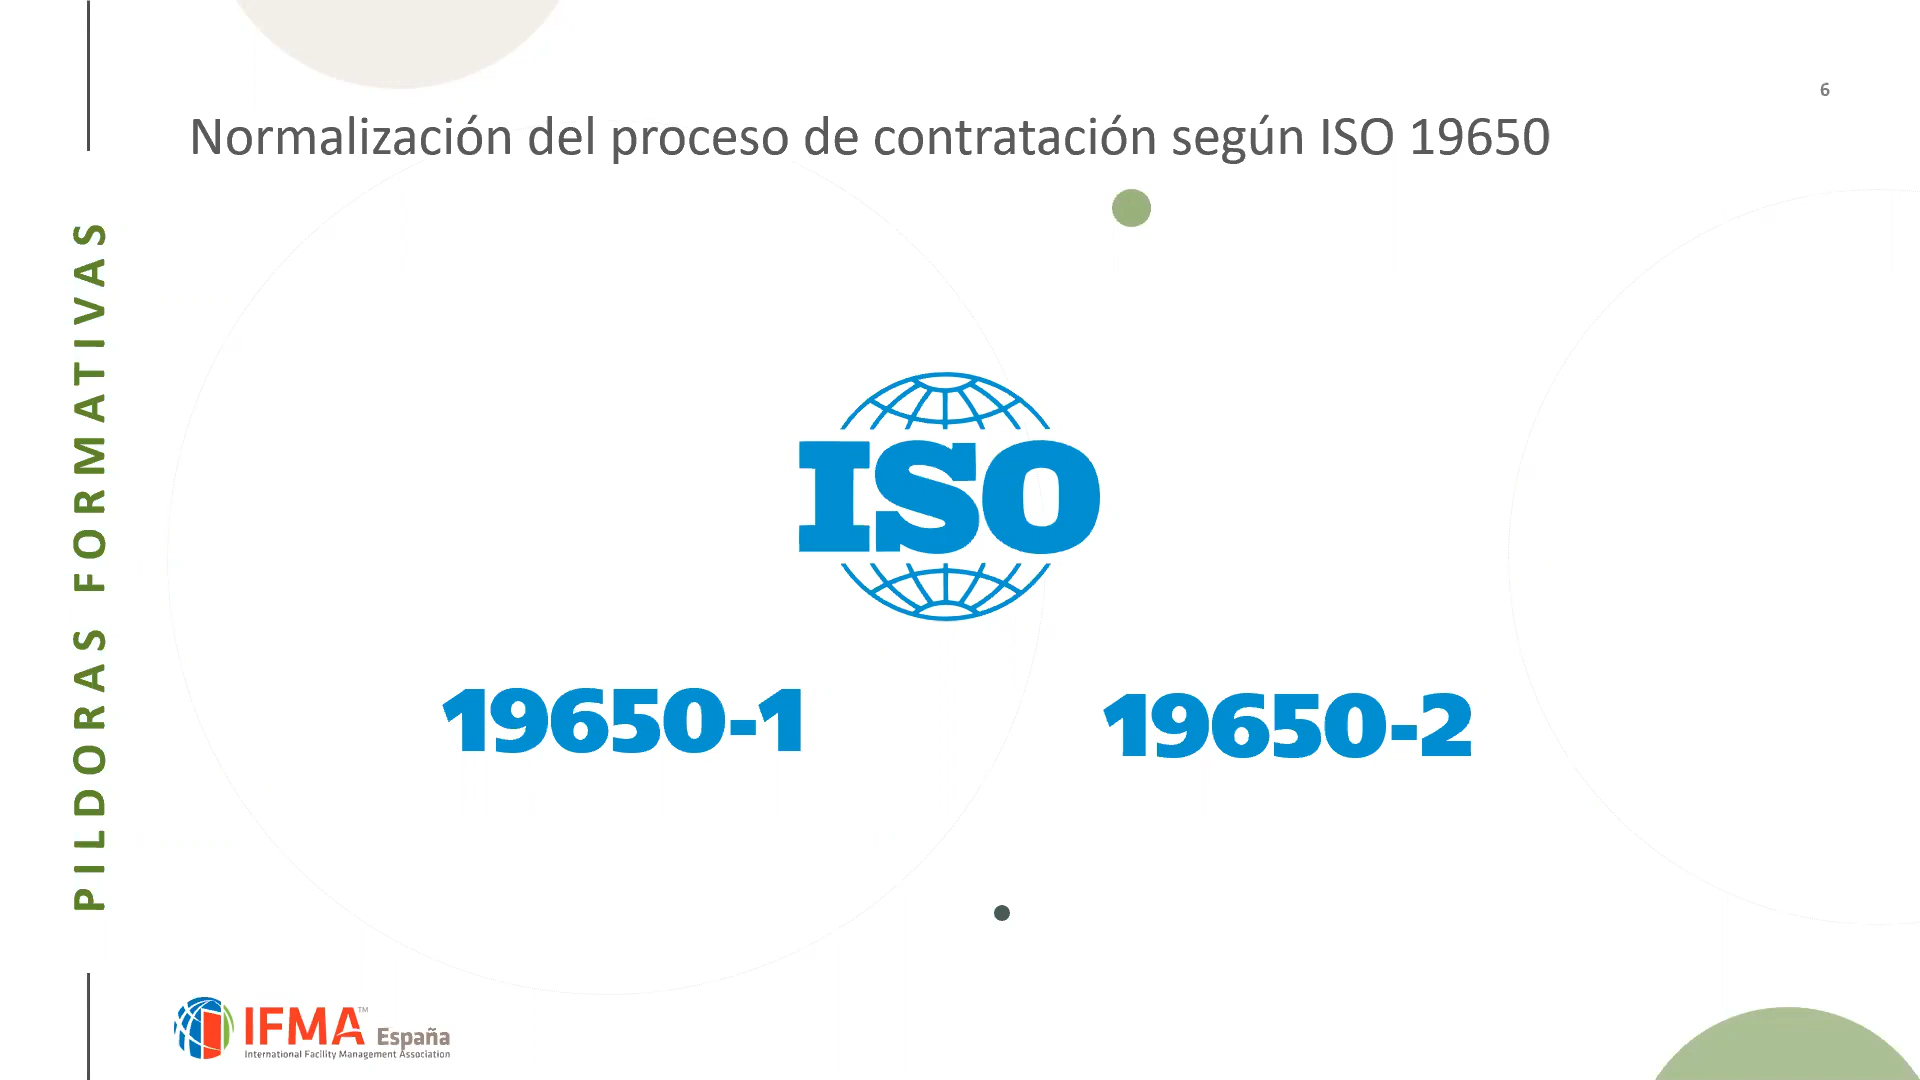 6
Normalización del proceso de contratación según ISO 19650
PILDORAS FORMATIVAS
ISO
19650-1
19650-2
IFMA™ España
International Facility Management Association